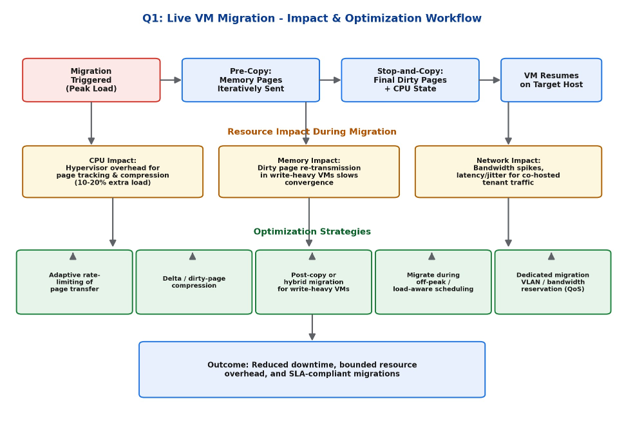 Q1: Live VM Migration - Impact & Optimization Workflow
Migration
Triggered
(Peak Load)
Pre-Copy:
Memory Pages
Iteratively Sent
Stop-and-Copy:
Final Dirty Pages
+ CPU State
VM Resumes
on Target Host
Resource Impact During Migration
CPU Impact:
Hypervisor overhead for
page tracking & compression
(10-20% extra load)
Memory Impact:
Dirty page re-transmission
in write-heavy VMs slows
convergence
Network Impact:
Bandwidth spikes,
latency/jitter for co-hosted
tenant traffic
Optimization Strategies
Adaptive rate-
limiting of
page transfer
Delta / dirty-page
compression
Post-copy or
hybrid migration
for write-heavy VMs
Migrate during
off-peak /
load-aware scheduling
Dedicated migration
VLAN / bandwidth
reservation (QoS)
Outcome: Reduced downtime, bounded resource
overhead, and SLA-compliant migrations